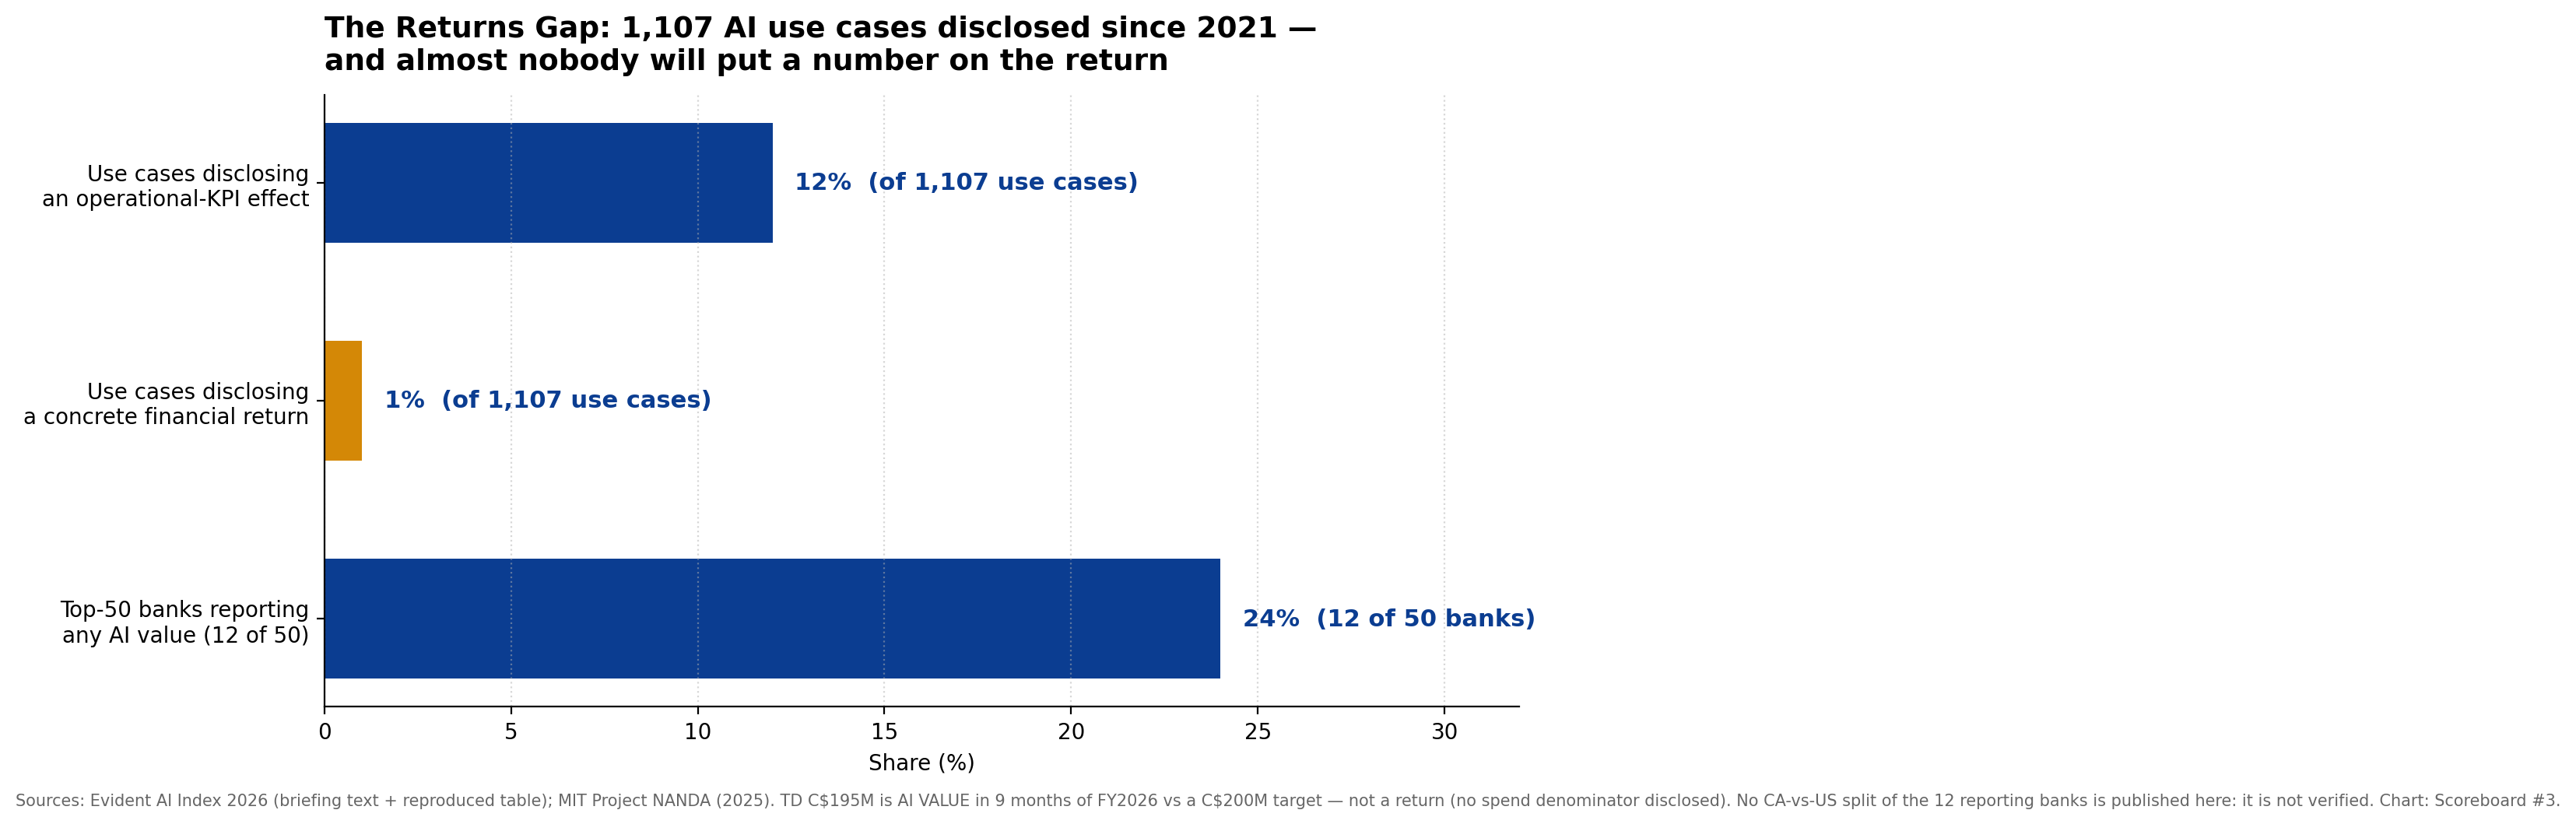 The Returns Gap: 1,107 AI use cases disclosed since 2021 —
and almost nobody will put a number on the return
Use cases disclosing
an operational-KPI effect
12%  (of 1,107 use cases)
Use cases disclosing
a concrete financial return
1%  (of 1,107 use cases)
Top-50 banks reporting
any AI value (12 of 50)
24%  (12 of 50 banks)
0 5 10 15 20 25 30
Share (%)
Sources: Evident AI Index 2026 (briefing text + reproduced table); MIT Project NANDA (2025). TD C$195M is AI VALUE in 9 months of FY2026 vs a C$200M target — not a return (no spend denominator disclosed). No CA-vs-US split of the 12 reporting banks is published here: it is not verified. Chart: Scoreboard #3.